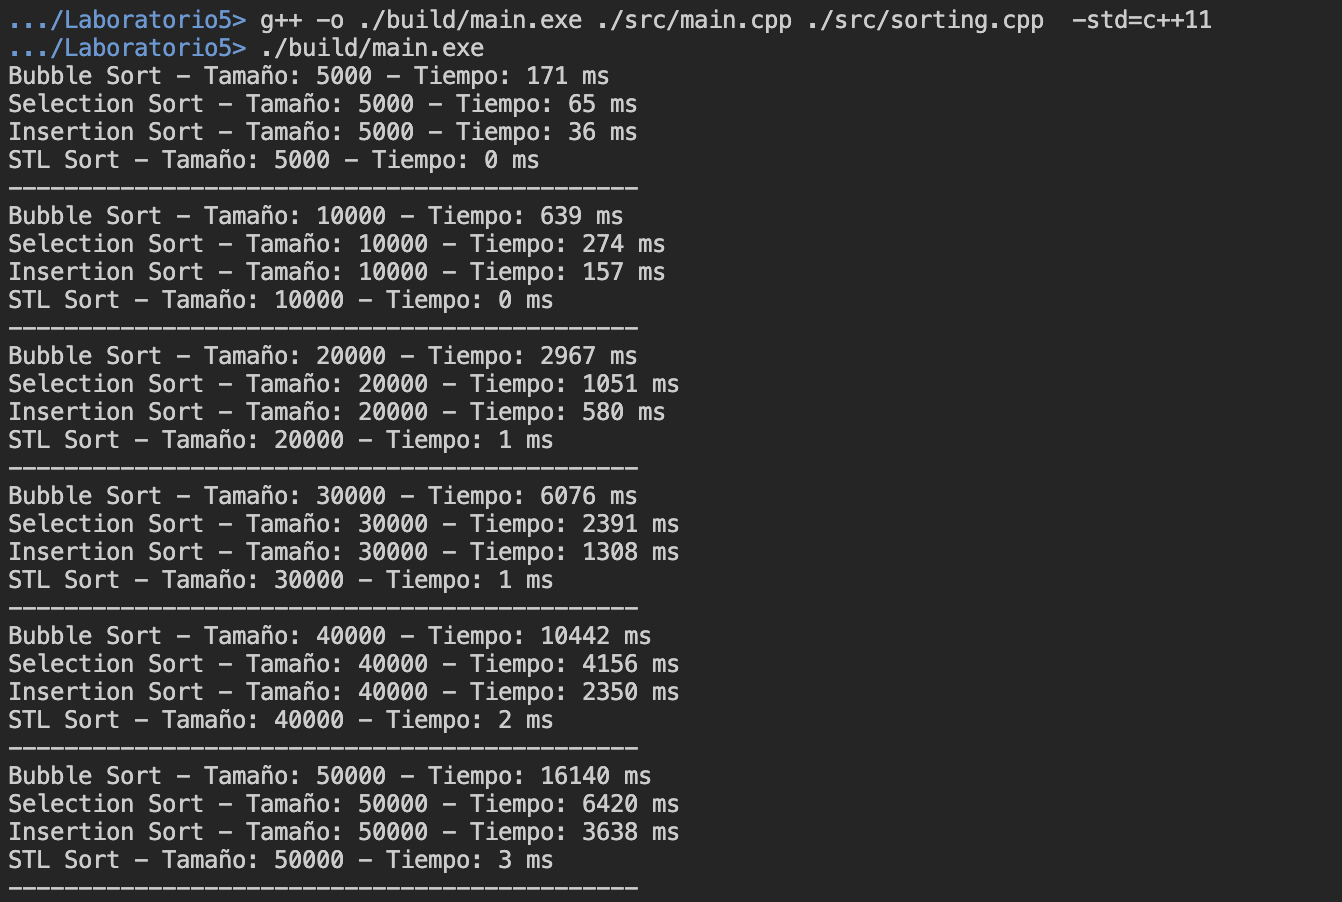 .../Laboratorio5> g++ -o ./build/main.exe ./src/main.cpp ./src/sorting.cpp  -std=c++11
.../Laboratorio5> ./build/main.exe
Bubble Sort - Tamaño: 5000 - Tiempo: 171 ms
Selection Sort - Tamaño: 5000 - Tiempo: 65 ms
Insertion Sort - Tamaño: 5000 - Tiempo: 36 ms
STL Sort - Tamaño: 5000 - Tiempo: 0 ms
---------------------------------------------
Bubble Sort - Tamaño: 10000 - Tiempo: 639 ms
Selection Sort - Tamaño: 10000 - Tiempo: 274 ms
Insertion Sort - Tamaño: 10000 - Tiempo: 157 ms
STL Sort - Tamaño: 10000 - Tiempo: 0 ms
---------------------------------------------
Bubble Sort - Tamaño: 20000 - Tiempo: 2967 ms
Selection Sort - Tamaño: 20000 - Tiempo: 1051 ms
Insertion Sort - Tamaño: 20000 - Tiempo: 580 ms
STL Sort - Tamaño: 20000 - Tiempo: 1 ms
---------------------------------------------
Bubble Sort - Tamaño: 30000 - Tiempo: 6076 ms
Selection Sort - Tamaño: 30000 - Tiempo: 2391 ms
Insertion Sort - Tamaño: 30000 - Tiempo: 1308 ms
STL Sort - Tamaño: 30000 - Tiempo: 1 ms
---------------------------------------------
Bubble Sort - Tamaño: 40000 - Tiempo: 10442 ms
Selection Sort - Tamaño: 40000 - Tiempo: 4156 ms
Insertion Sort - Tamaño: 40000 - Tiempo: 2350 ms
STL Sort - Tamaño: 40000 - Tiempo: 2 ms
---------------------------------------------
Bubble Sort - Tamaño: 50000 - Tiempo: 16140 ms
Selection Sort - Tamaño: 50000 - Tiempo: 6420 ms
Insertion Sort - Tamaño: 50000 - Tiempo: 3638 ms
STL Sort - Tamaño: 50000 - Tiempo: 3 ms
---------------------------------------------